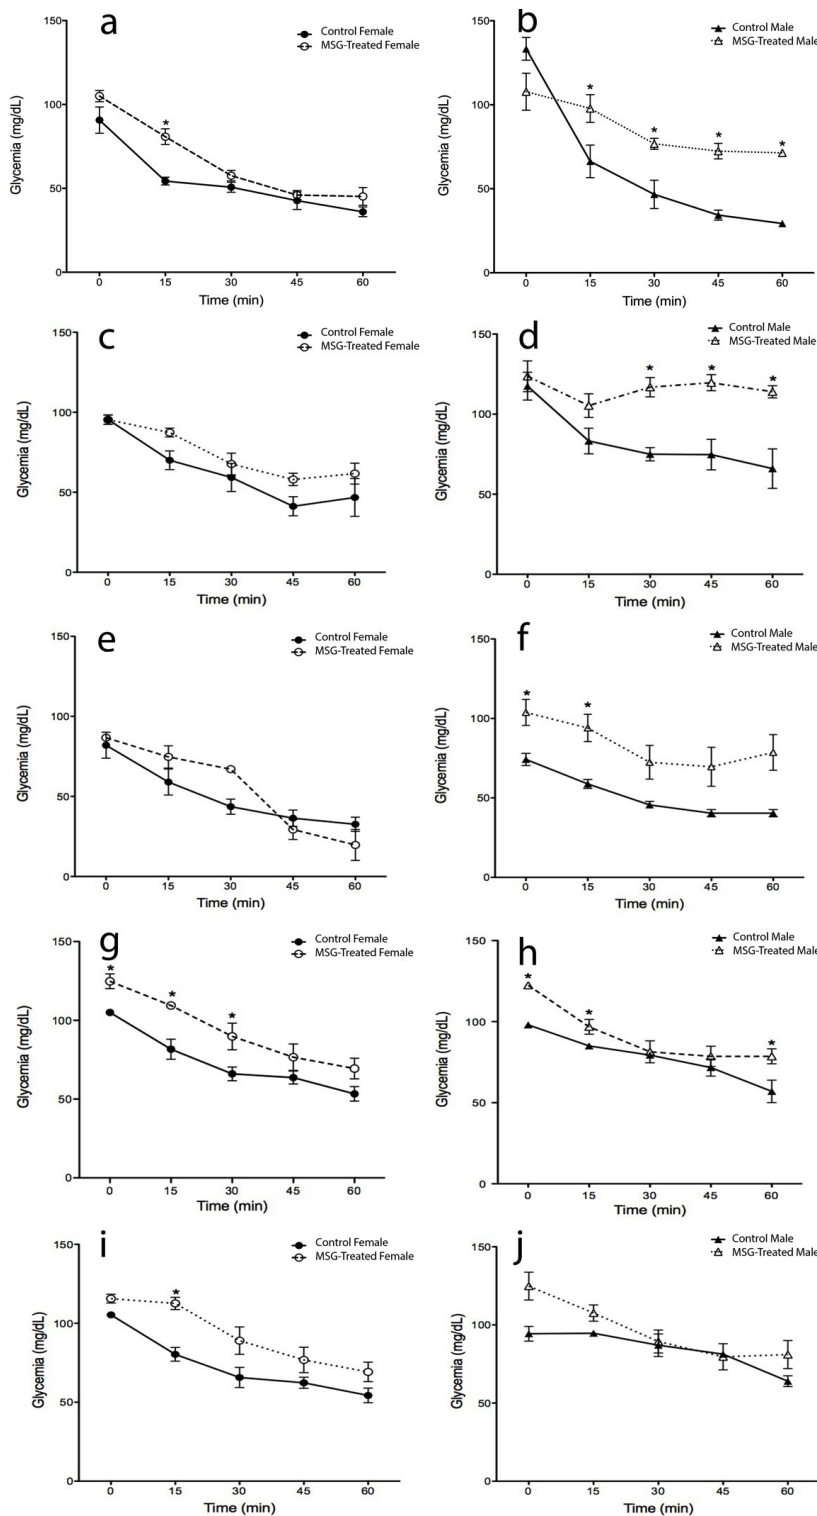 a
Control Female
MSG-Treated Female
150
100
50
0
Glycemia (mg/dL)
*
0 15 30 45 60
Time (min)
b
Control Male
MSG-Treated Male
150
100
50
0
Glycemia (mg/dL)
* * * *
0 15 30 45 60
Time (min)
c
Control Female
MSG-Treated Female
150
100
50
0
Glycemia (mg/dL)
0 15 30 45 60
Time (min)
d
Control Male
MSG-Treated Male
150
100
50
0
Glycemia (mg/dL)
* * *
0 15 30 45 60
Time (min)
e
Control Female
MSG-Treated Female
150
100
50
0
Glycemia (mg/dL)
0 15 30 45 60
Time (min)
f
Control Male
MSG-Treated Male
150
100
50
0
Glycemia (mg/dL)
* *
0 15 30 45 60
Time (min)
g
Control Female
MSG-Treated Female
150
100
50
0
Glycemia (mg/dL)
* * *
0 15 30 45 60
Time (min)
h
Control Male
MSG-Treated Male
150
100
50
0
Glycemia (mg/dL)
* * *
0 15 30 45 60
Time (min)
i
Control Female
MSG-Treated Female
150
100
50
0
Glycemia (mg/dL)
*
0 15 30 45 60
Time (min)
j
Control Male
MSG-Treated Male
150
100
50
0
Glycemia (mg/dL)
0 15 30 45 60
Time (min)